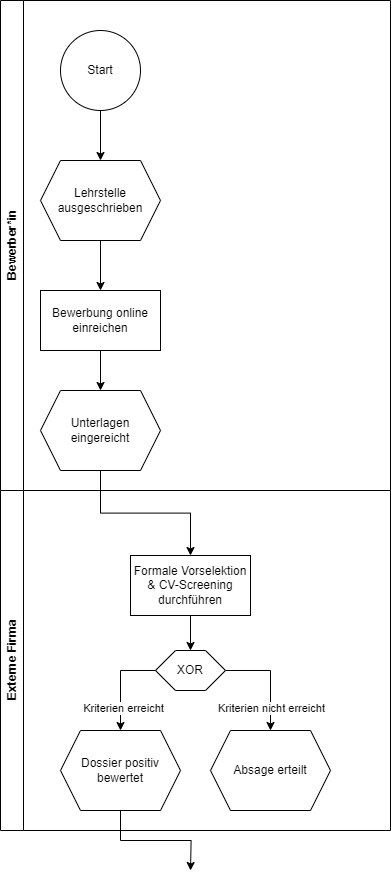 Bewerber*in
Start
Lehrstelle
ausgeschrieben
Bewerbung online
einreichen
Unterlagen
eingereicht
Externe Firma
Formale Vorselektion
& CV-Screening
durchführen
XOR
Kriterien erreicht
Kriterien nicht erreicht
Dossier positiv
bewertet
Absage erteilt